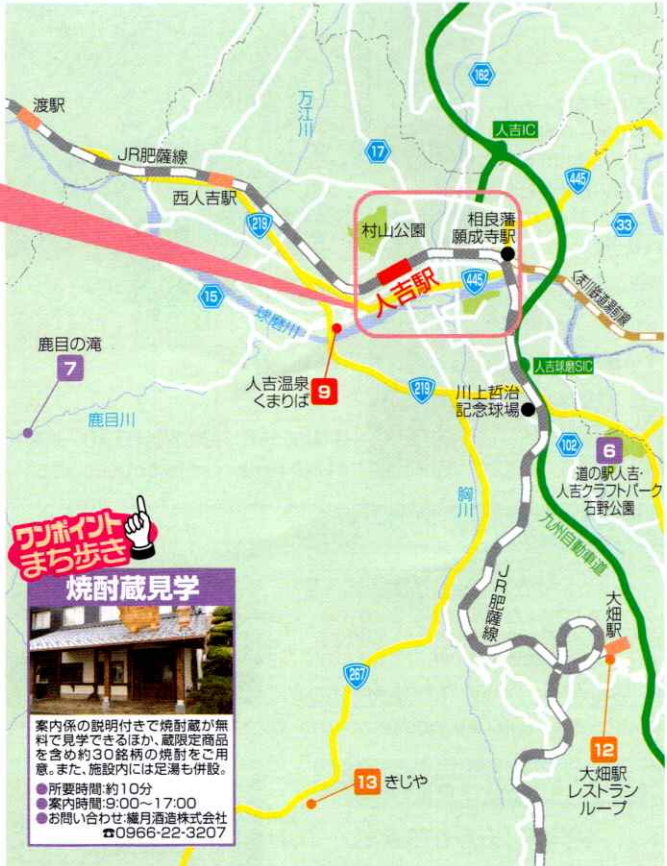 渡駅
JR肥薩線
西人吉駅
万江川
162
17
人吉IC
445
33
219
村山公園
相良藩
願成寺駅
人吉駅
445
くま川鉄道湯前線
15
球磨川
鹿目の滝
7
鹿目川
人吉温泉
くまりば
9
219
人吉球磨SIC
川上哲治
記念球場
102
6
道の駅人吉・
人吉クラフトパーク
石野公園
胸川
九州自動車道
JR肥薩線
大畑駅
267
12
大畑駅
レストラン
ループ
13 きじや
ワンポイント
まち歩き
焼酎蔵見学
案内係の説明付きで焼酎蔵が無
料で見学できるほか、蔵限定商品
を含め約30銘柄の焼酎をご用
意。また、施設内には足湯も併設。
●所要時間:約10分
●案内時間:9:00～17:00
●お問い合わせ:繊月酒造株式会社
☎0966-22-3207